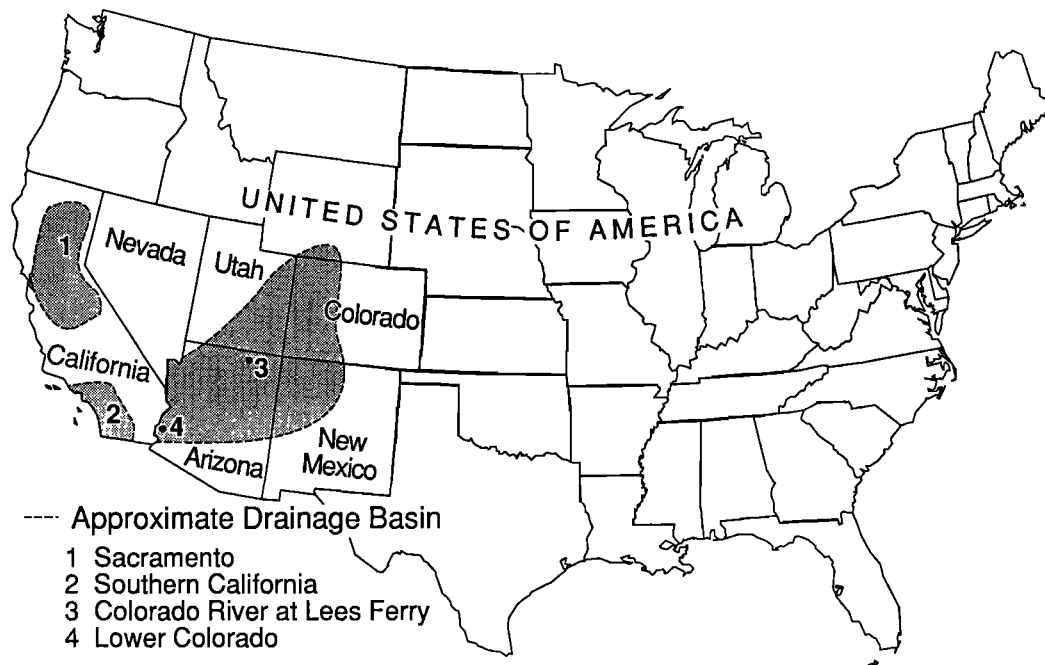 UNITED STATES OF AMERICA
1
Nevada
Utah
Colorado
3
California
2
4
Arizona
New
Mexico
---- Approximate Drainage Basin
1 Sacramento
2 Southern California
3 Colorado River at Lees Ferry
4 Lower Colorado